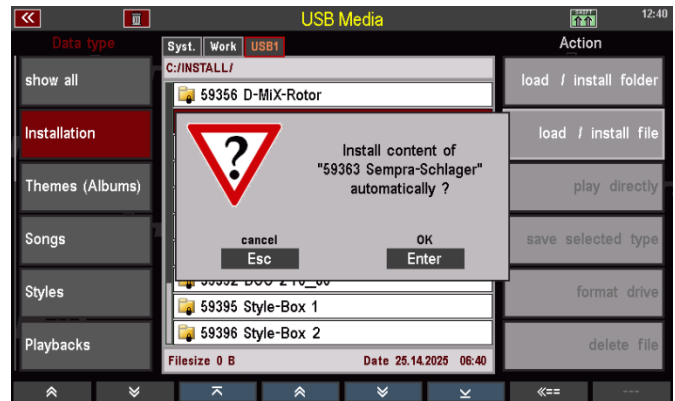 USB Media
SHIFT
12:40
Data type
Syst. Work USB1
Action
C:/INSTALL/
show all
59356 D-MiX-Rotor
load / install folder
Installation
load / install file
?
Install content of
"59363 Sempra-Schlager"
automatically ?
Themes (Albums)
play directly
Songs
cancel
OK
Esc
Enter
save selected type
Styles
format drive
59395 Style-Box 1
59396 Style-Box 2
Playbacks
delete file
Filesize 0 B
Date 25.14.2025 06:40
«==
---